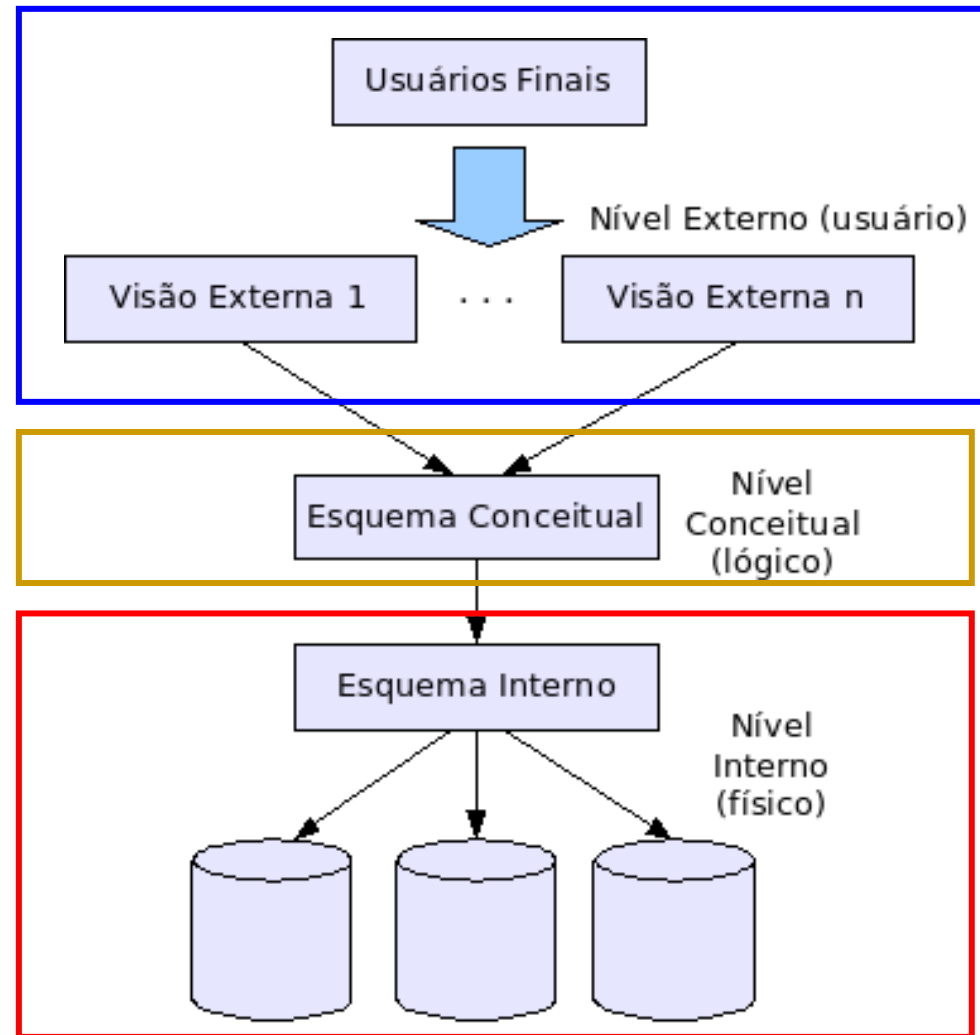 Usuários Finais
Nível Externo (usuário)
Visão Externa 1
. . .
Visão Externa n
Esquema Conceitual
Nível
Conceitual
(lógico)
Esquema Interno
Nível
Interno
(físico)